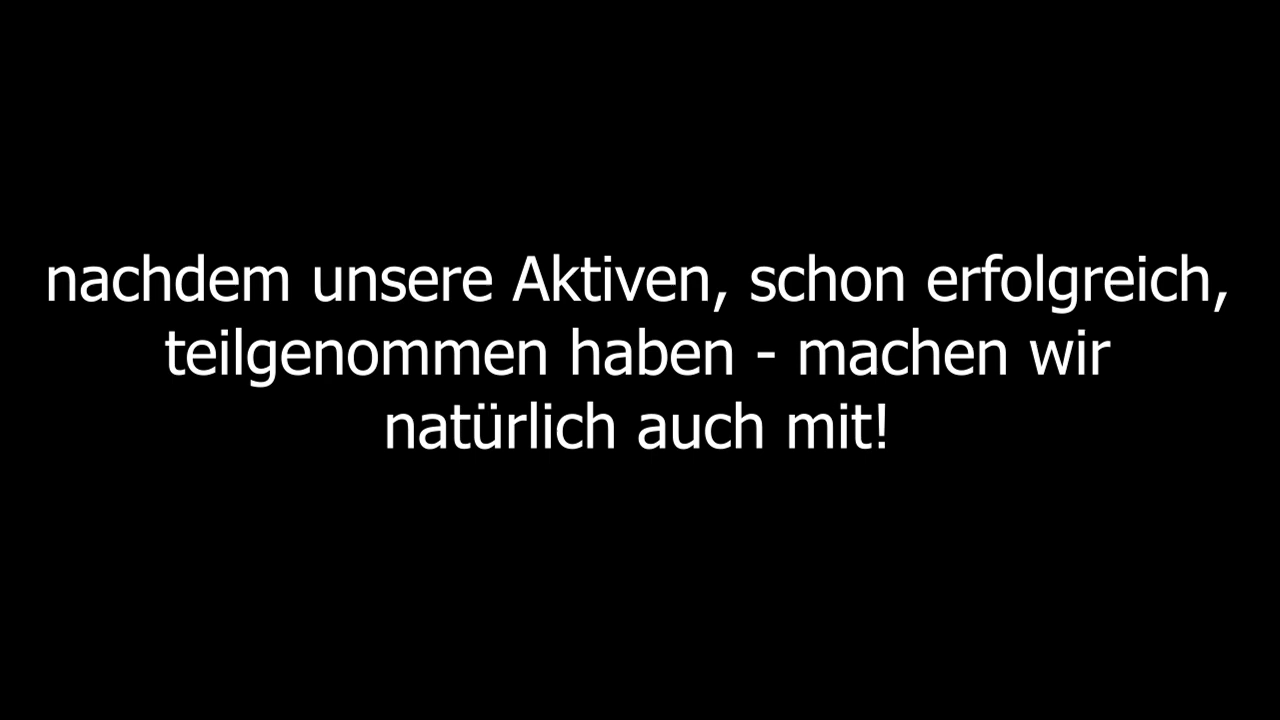 nachdem unsere Aktiven, schon erfolgreich,
teilgenommen haben - machen wir
natürlich auch mit!